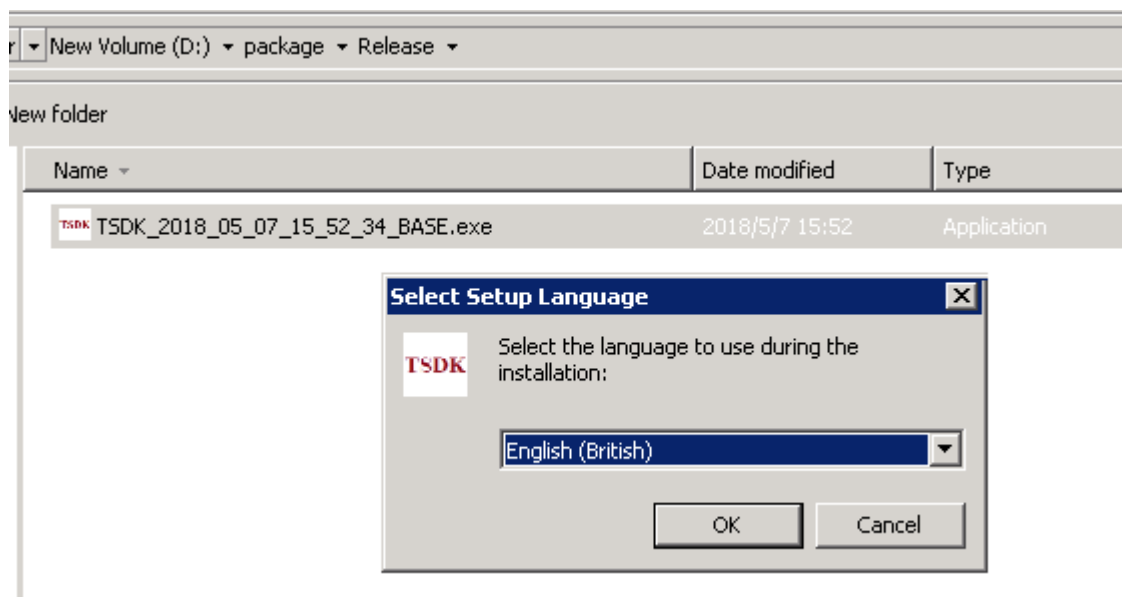 New Volume (D:) package Release
New folder
Name Date modified Type
TSDK TSDK_2018_05_07_15_52_34_BASE.exe 2018/5/7 15:52 Application
Select Setup Language
TSDK
Select the language to use during the
installation:
English (British)
OK Cancel